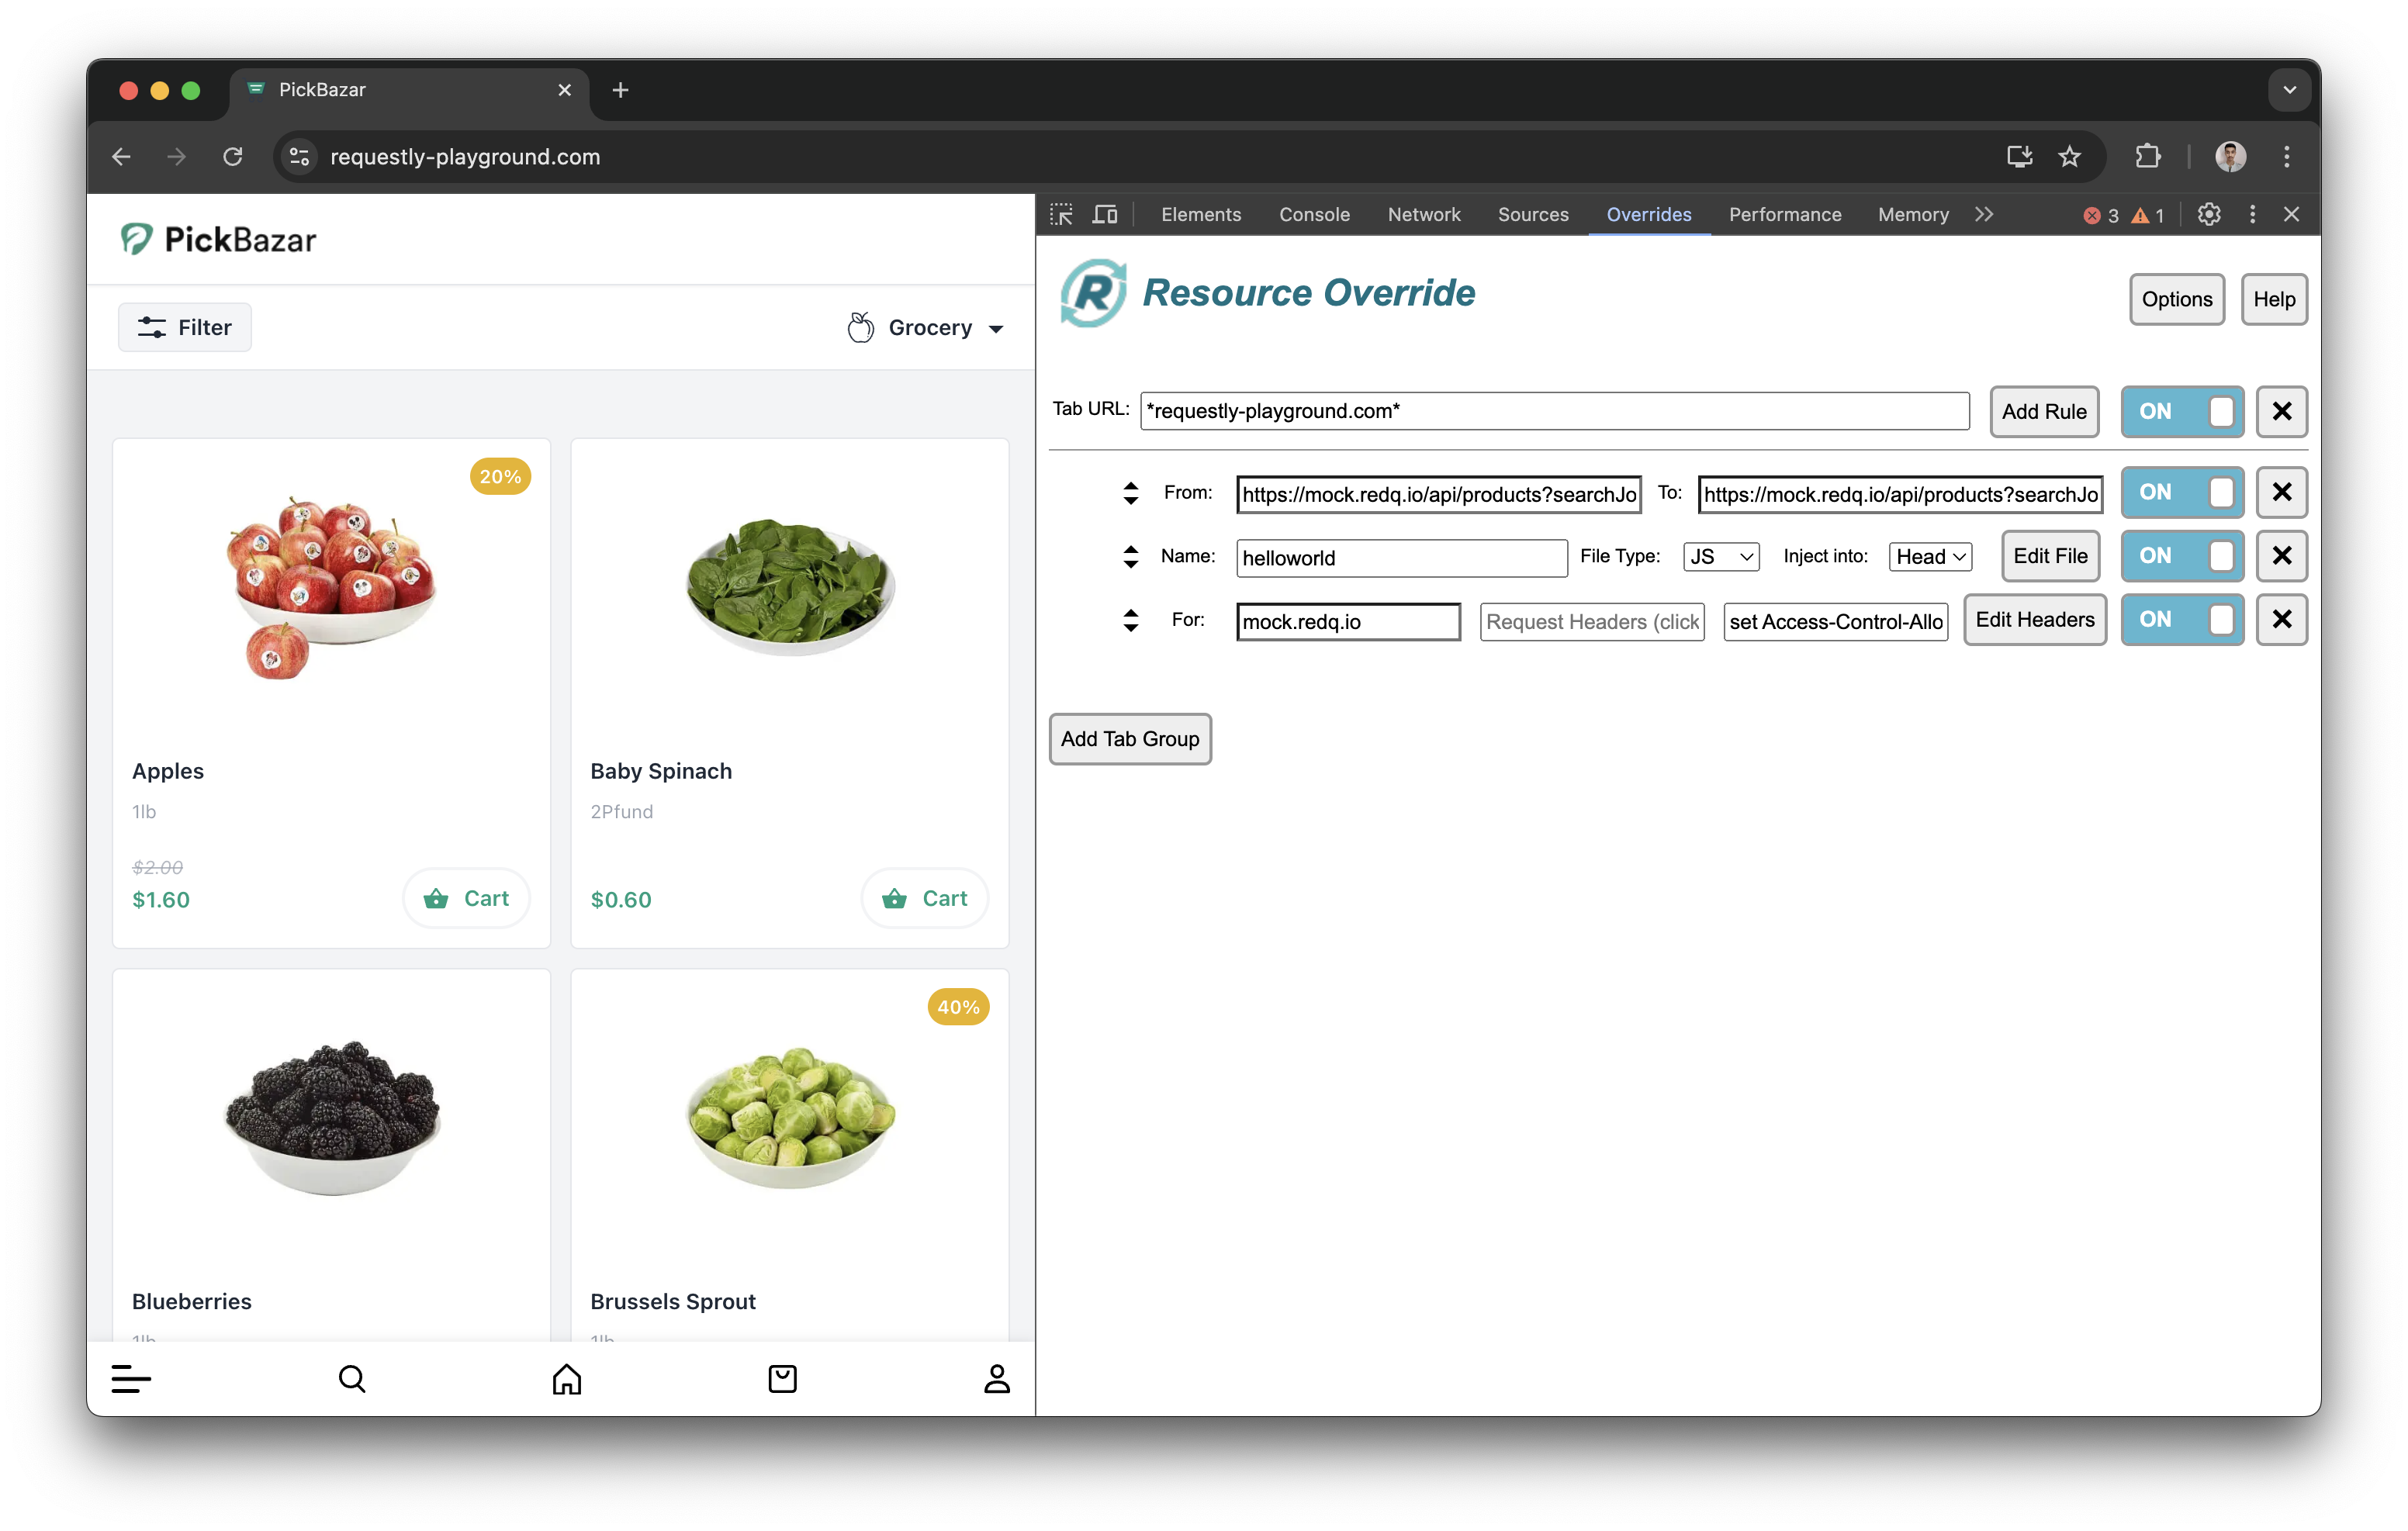 PickBazar
requestly-playground.com
PickBazar
Filter
Grocery
20%
Apples
1lb
$2.00
$1.60
Cart
Baby Spinach
2Pfund
$0.60
Cart
Blueberries
1lb
40%
Brussels Sprout
1lb
Elements Console Network Sources Overrides Performance Memory 3 1
R Resource Override
Options Help
Tab URL: *requestly-playground.com* Add Rule ON
From: https://mock.redq.io/api/products?searchJo To: https://mock.redq.io/api/products?searchJo ON
Name: helloworld File Type: JS Inject into: Head Edit File ON
For: mock.redq.io Request Headers (click set Access-Control-Allo Edit Headers ON
Add Tab Group